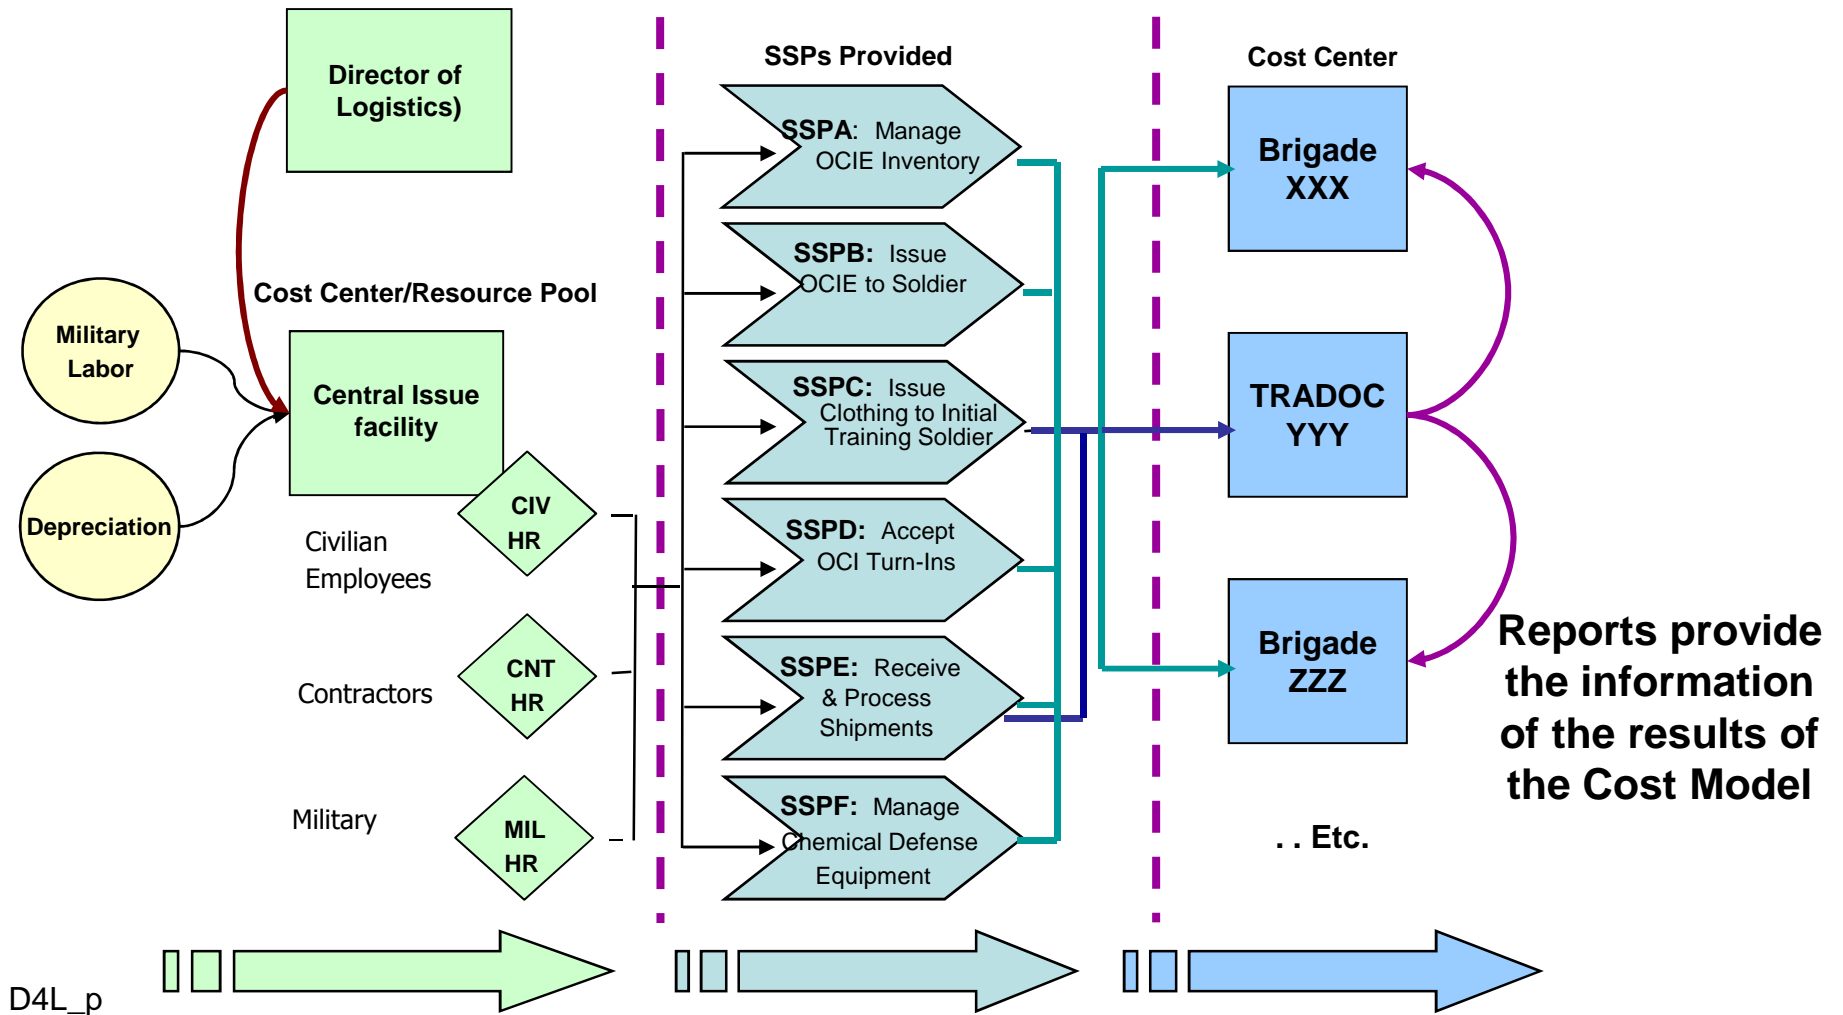 Director of
Logistics)
Cost Center/Resource Pool
Military
Labor
Depreciation
Central Issue
facility
CIV
HR
Civilian
Employees
CNT
HR
Contractors
MIL
HR
Military
SSPs Provided
SSPA: Manage
OCIE Inventory
SSPB: Issue
OCIE to Soldier
SSPC: Issue
Clothing to Initial
Training Soldier
SSPD: Accept
OCI Turn-Ins
SSPE: Receive
& Process
Shipments
SSPF: Manage
Chemical Defense
Equipment
Cost Center
Brigade
XXX
TRADOC
YYY
Brigade
ZZZ
. . Etc.
Reports provide
the information
of the results of
the Cost Model
D4L_p